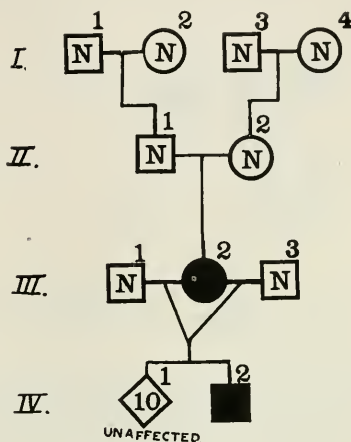 1 2 3 4
I. N N N N
1 2
II. N N
1 2 3
III. N N
1 2
IV. 10
UNAFFECTED